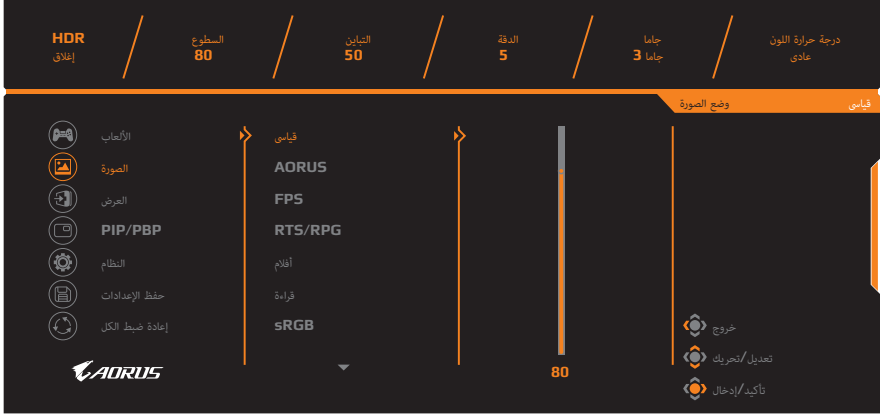 HDR
إغلاق
السطوع
80
التباين
50
الدقة
5
جاما
جاما 3
درجة حرارة اللون
عادى
قياسى
وضع الصورة
الألعاب
الصورة
العرض
PIP/PBP
النظام
حفظ الإعدادات
إعادة ضبط الكل
قياسى
AORUS
FPS
RTS/RPG
أفلام
قراءة
sRGB
80
خروج
تعديل/تحريك
تأكيد/إدخال
AORUS